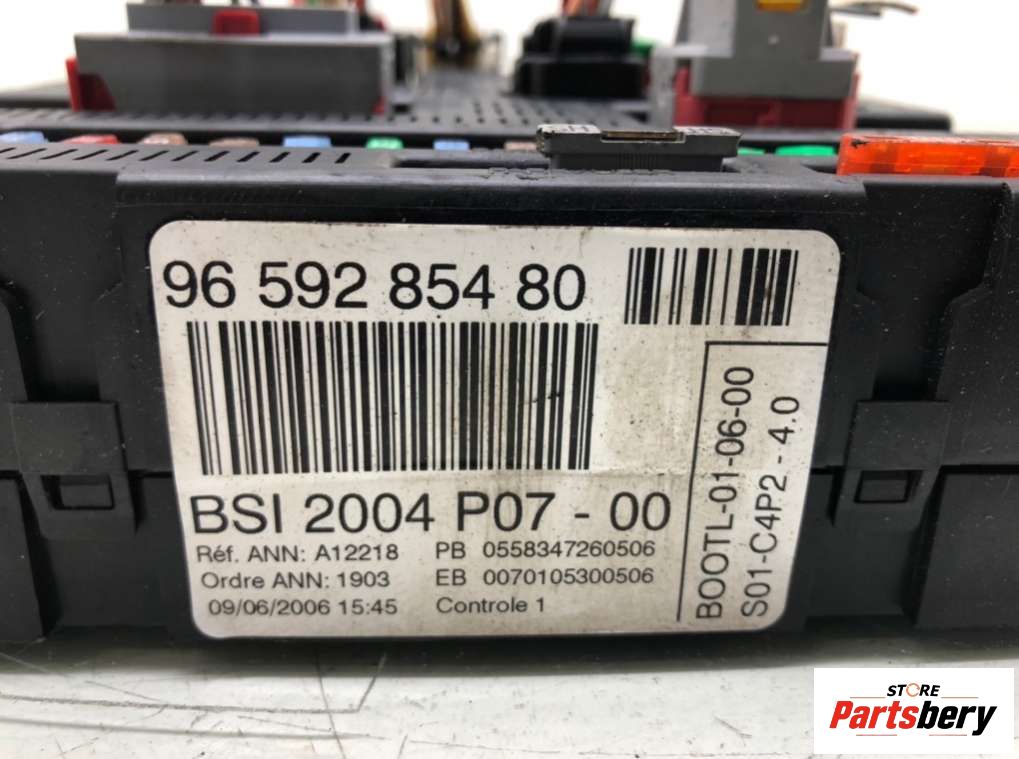 96 592 854 80
BSI 2004 P07 - 00
Réf. ANN: A12218 PB 0558347260506
Ordre ANN: 1903 EB 0070105300506
09/06/2006 15:45 Controle 1
BOOTL-01-06-00
S01-C4P2 - 4.0
STORE
Partsbery